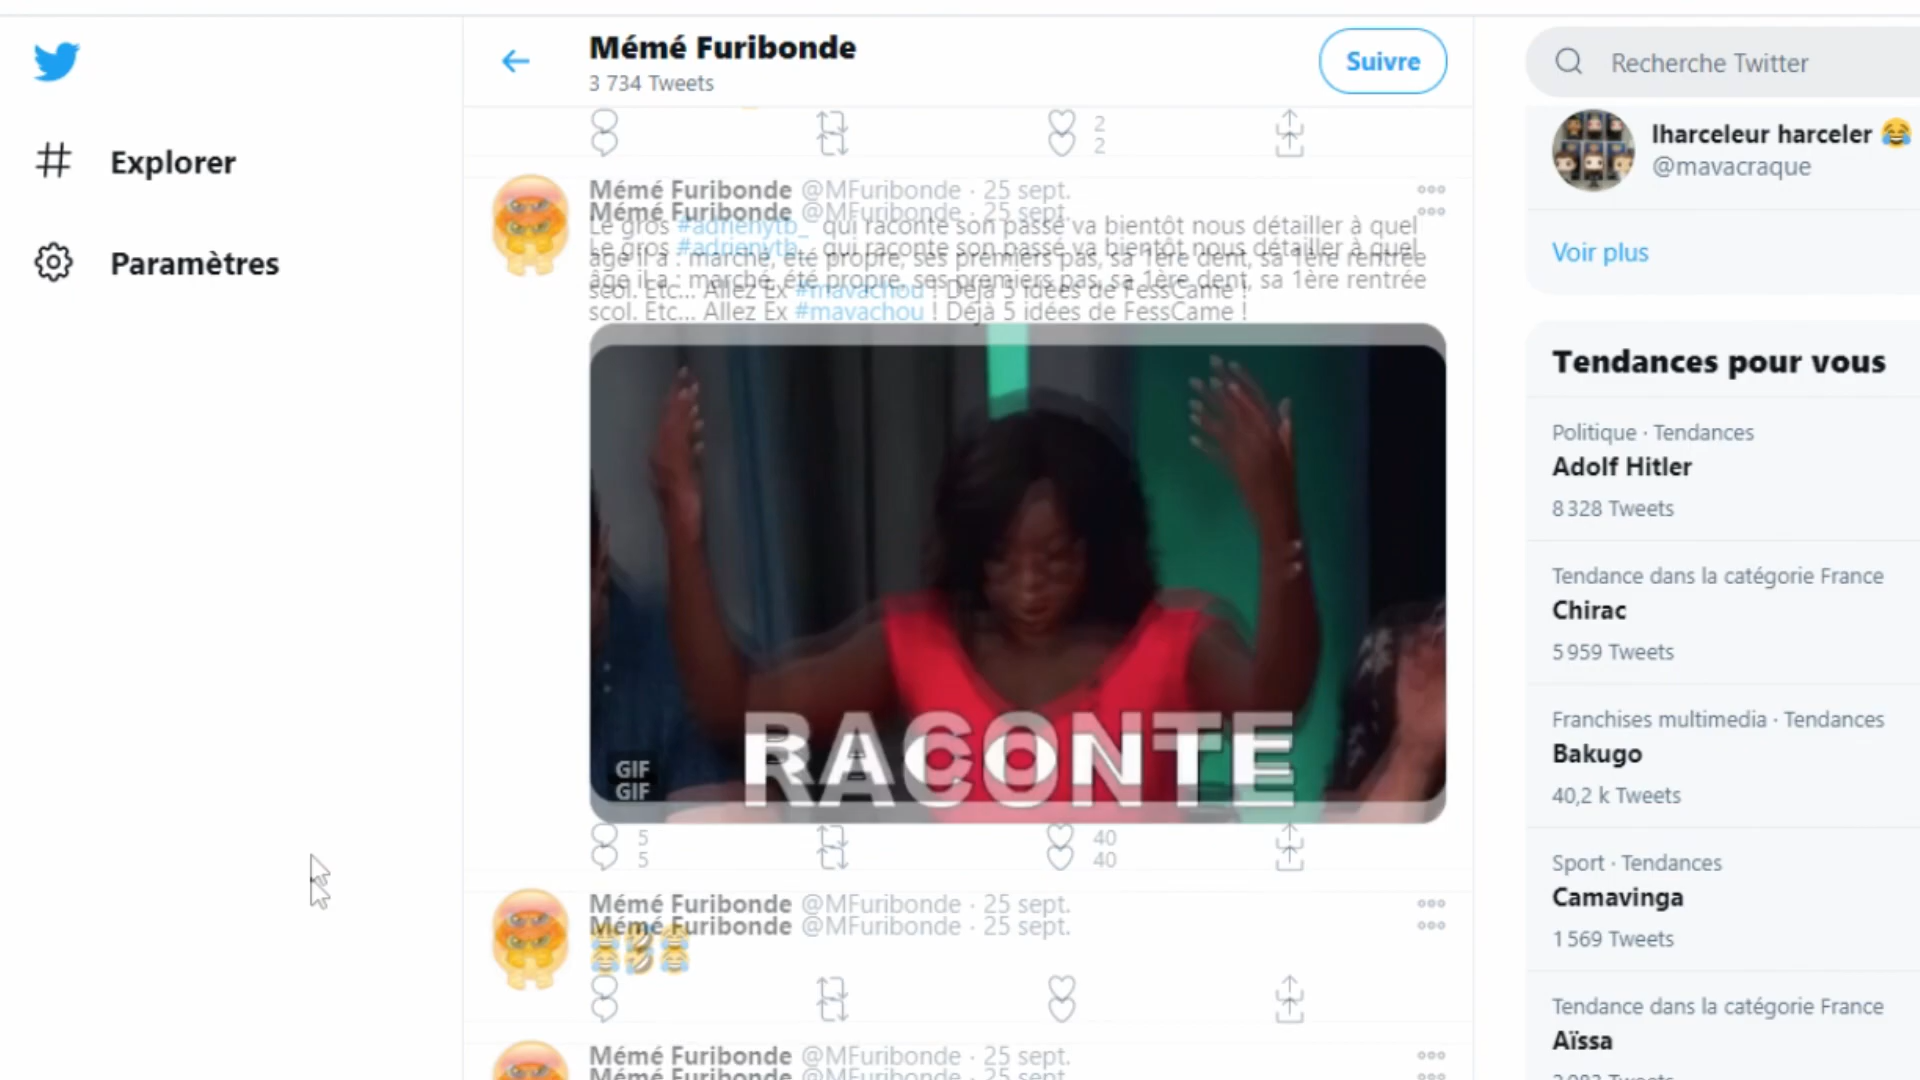 Mémé Furibonde
3 734 Tweets
Suivre
Recherche Twitter
Explorer
Paramètres
2
2
lharceleur harceler 😂
@mavacraque
Voir plus
Mémé Furibonde @MFuribonde · 25 sept.
Mémé Furibonde @MFuribonde · 25 sept.
Le gros #adrienytb_ qui raconte son passé va bientôt nous détailler à quel
Le gros #adrienytb_ qui raconte son passé va bientôt nous détailler à quel
âge il a : marché, été propre, ses premiers pas, sa 1ère dent, sa 1ère rentrée
âge il a : marché, été propre, ses premiers pas, sa 1ère dent, sa 1ère rentrée
scol. Etc... Allez Ex #mavachou ! Déjà 5 idées de FessCame !
scol. Etc... Allez Ex #mavachou ! Déjà 5 idées de FessCame !
RACONTE
GIF
GIF
5
40
5
40
Mémé Furibonde @MFuribonde · 25 sept.
Mémé Furibonde @MFuribonde · 25 sept.
😂🤣😂
😂🤣😂
Mémé Furibonde @MFuribonde · 25 sept.
Mémé Furibonde @MFuribonde · 25 sept.
Tendances pour vous
Politique · Tendances
Adolf Hitler
8 328 Tweets
Tendance dans la catégorie France
Chirac
5 959 Tweets
Franchises multimedia · Tendances
Bakugo
40,2 k Tweets
Sport · Tendances
Camavinga
1 569 Tweets
Tendance dans la catégorie France
Aïssa